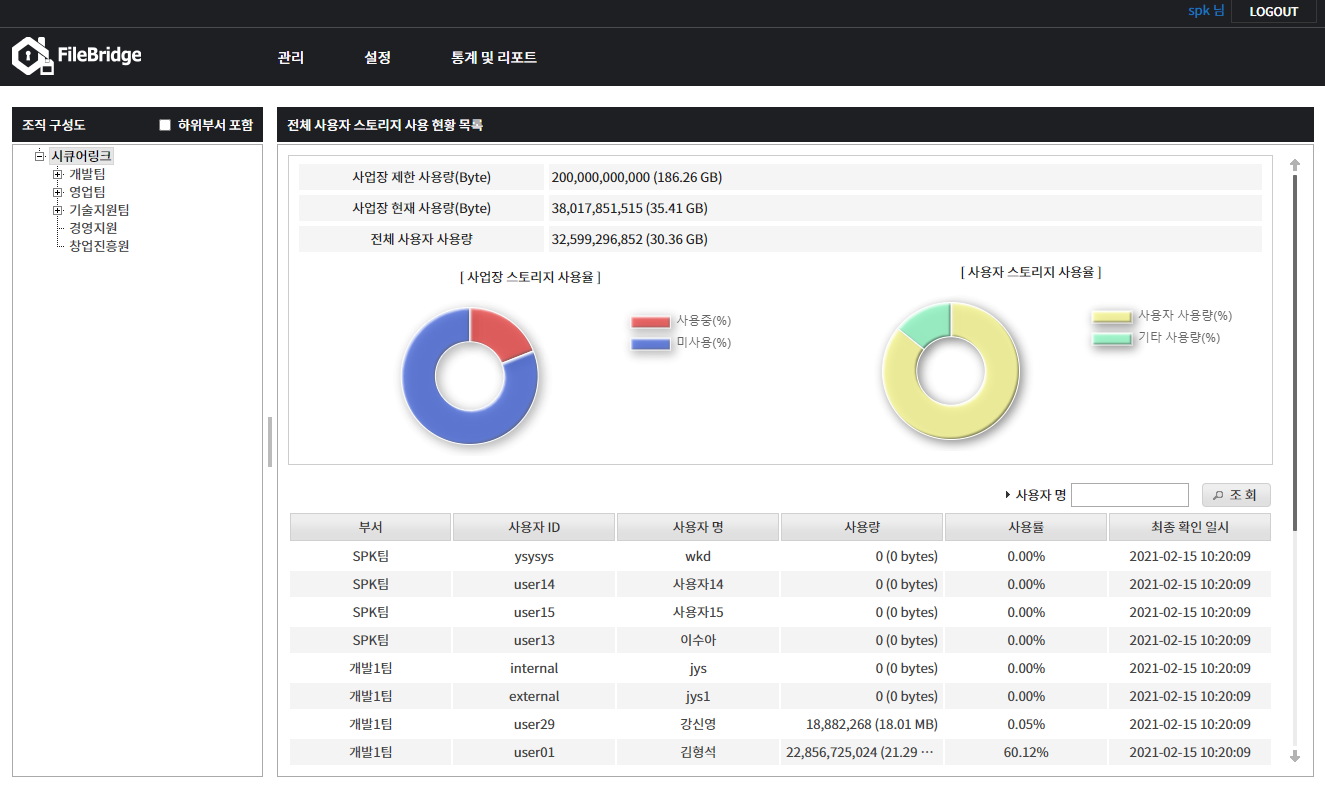 spk 님 LOGOUT
FileBridge 관리 설정 통계 및 리포트
조직 구성도 하위부서 포함
시큐어링크
개발팀
영업팀
기술지원팀
경영지원
창업진흥원
전체 사용자 스토리지 사용 현황 목록
사업장 제한 사용량(Byte) 200,000,000,000 (186.26 GB)
사업장 현재 사용량(Byte) 38,017,851,515 (35.41 GB)
전체 사용자 사용량 32,599,296,852 (30.36 GB)
[ 사업장 스토리지 사용율 ]
사용중(%)
미사용(%)
[ 사용자 스토리지 사용율 ]
사용자 사용량(%)
기타 사용량(%)
사용자 명 조 회
부서 사용자 ID 사용자 명 사용량 사용률 최종 확인 일시
SPK팀 ysysys wkd 0 (0 bytes) 0.00% 2021-02-15 10:20:09
SPK팀 user14 사용자14 0 (0 bytes) 0.00% 2021-02-15 10:20:09
SPK팀 user15 사용자15 0 (0 bytes) 0.00% 2021-02-15 10:20:09
SPK팀 user13 이수아 0 (0 bytes) 0.00% 2021-02-15 10:20:09
개발1팀 internal jys 0 (0 bytes) 0.00% 2021-02-15 10:20:09
개발1팀 external jys1 0 (0 bytes) 0.00% 2021-02-15 10:20:09
개발1팀 user29 강신영 18,882,268 (18.01 MB) 0.05% 2021-02-15 10:20:09
개발1팀 user01 김형석 22,856,725,024 (21.29 ··· 60.12% 2021-02-15 10:20:09